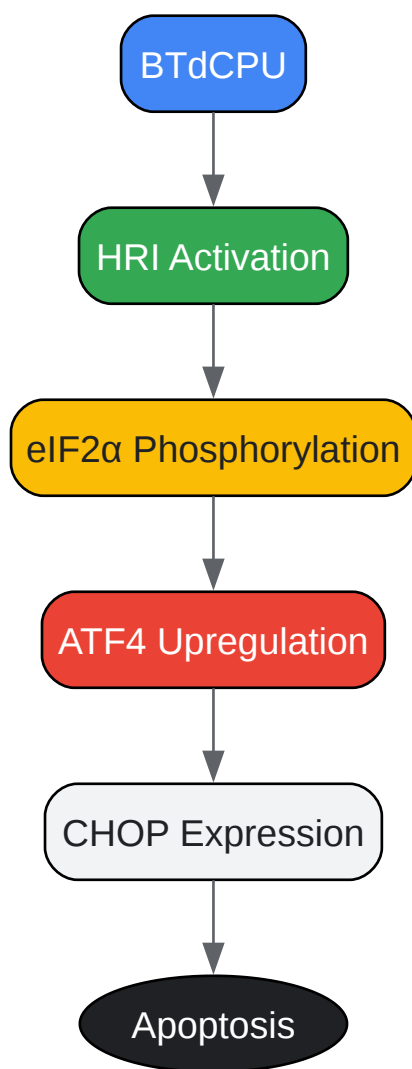 BTdCPU
HRI Activation
eIF2α Phosphorylation
ATF4 Upregulation
CHOP Expression
Apoptosis